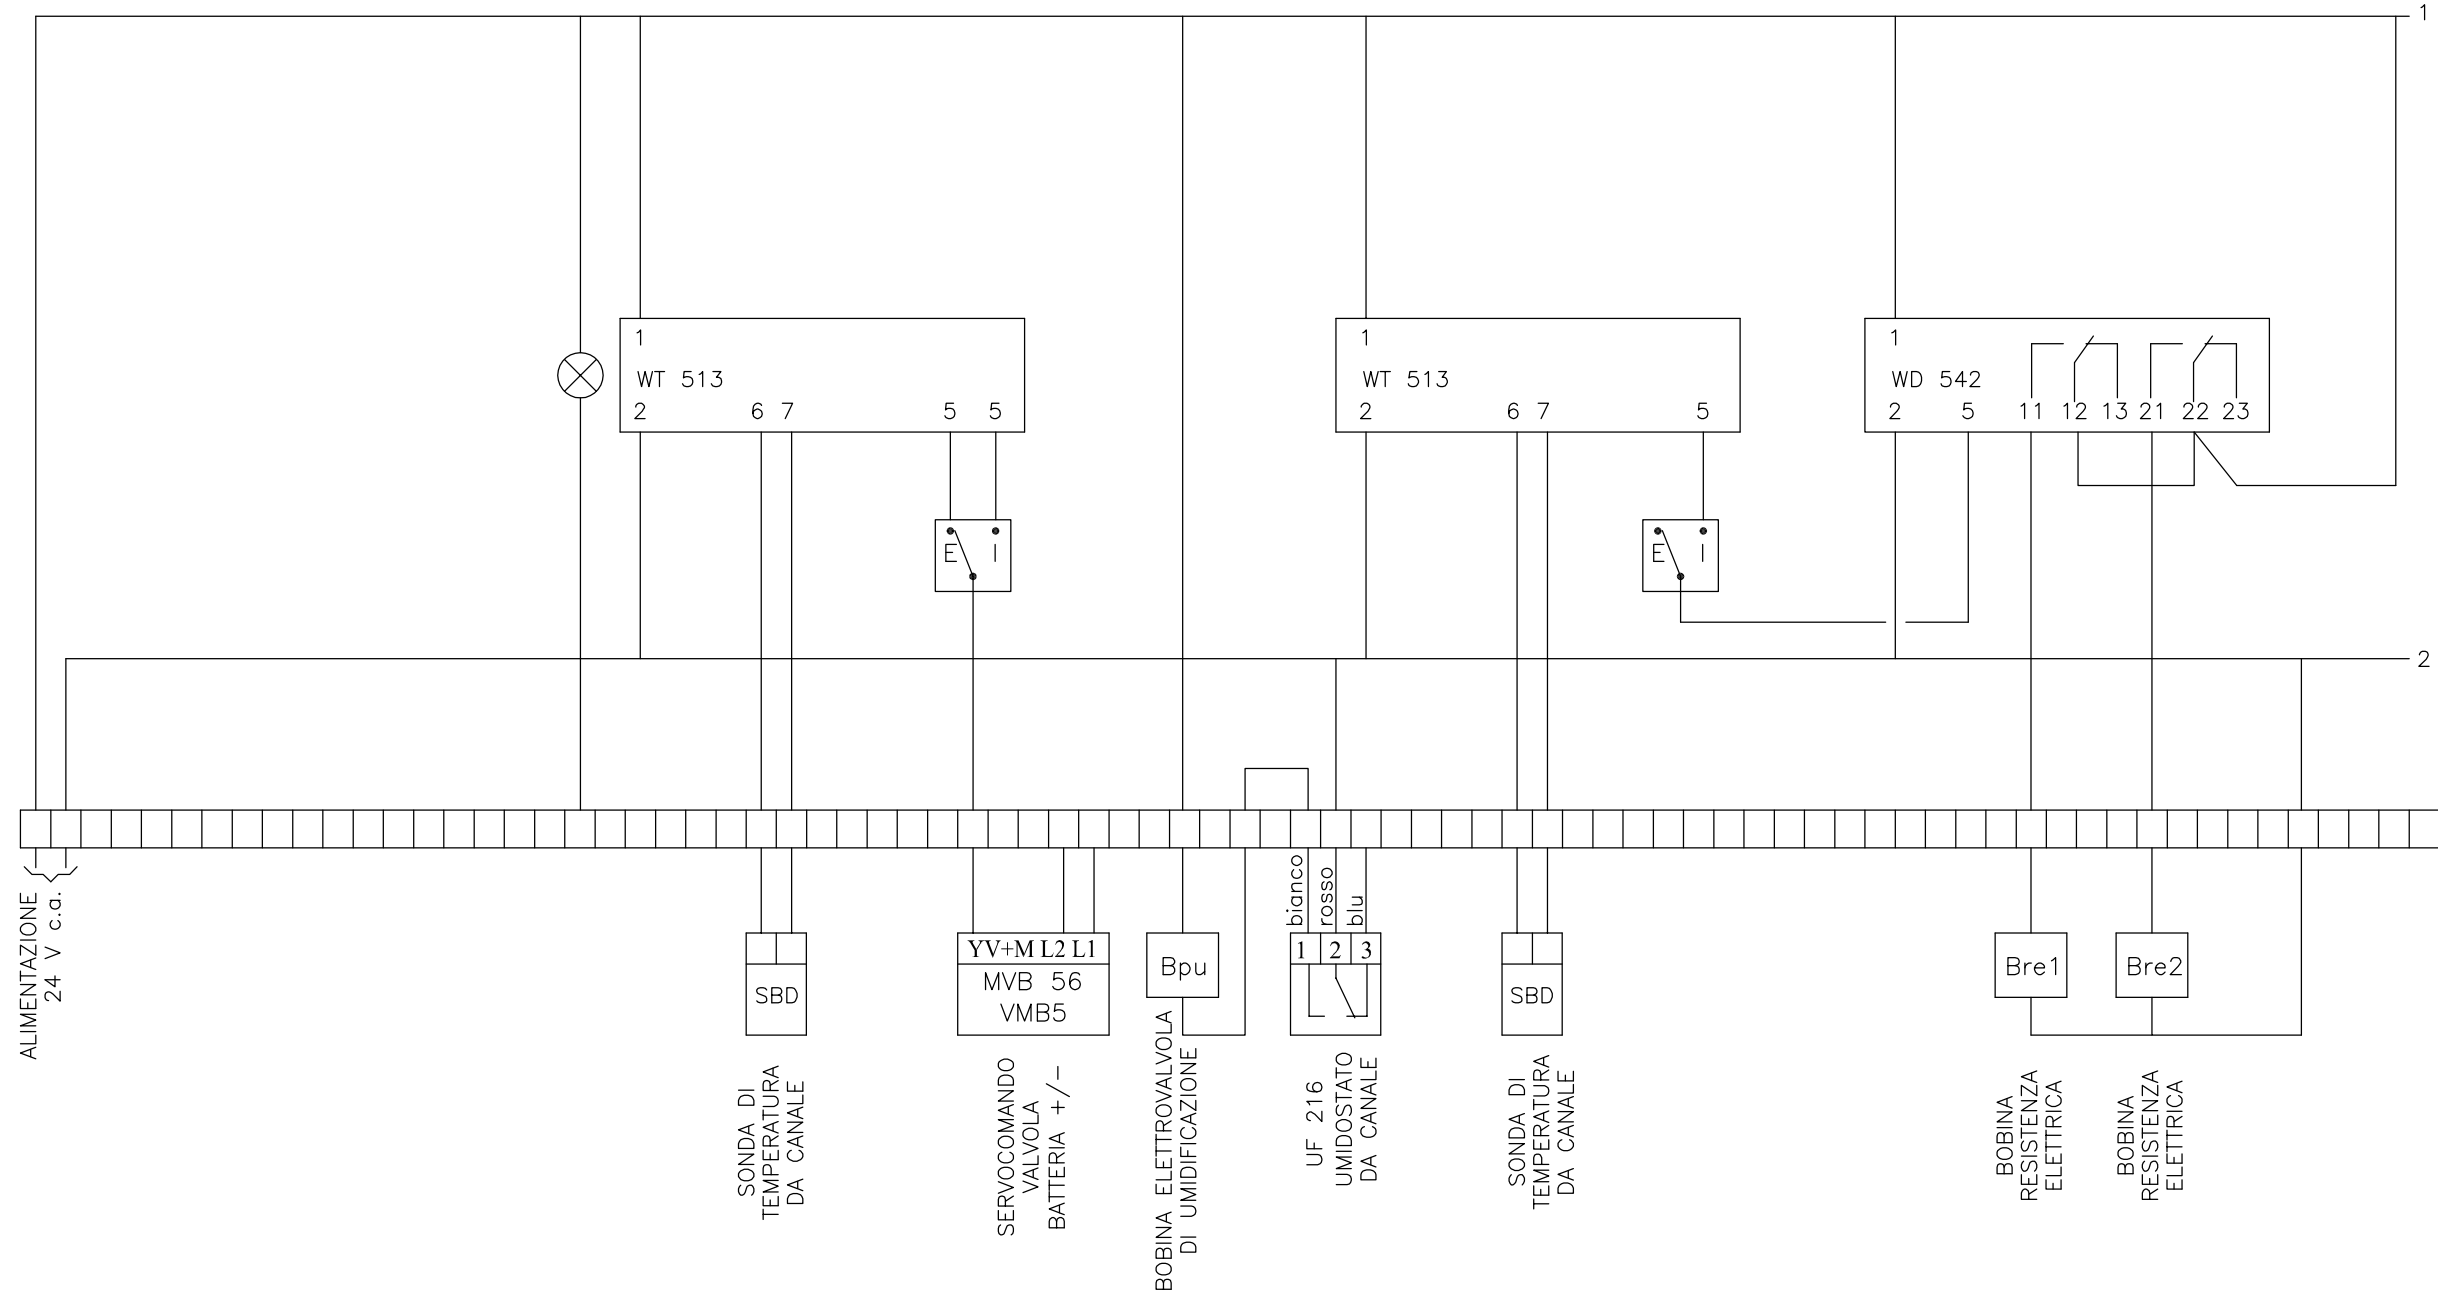 1
1
WT 513
2 6 7 5 5
1
WT 513
2 6 7 5
1
WD 542
2 5 11 12 13 21 22 23
E I
E I
2
ALIMENTAZIONE
24 V c.a.
SBD
SONDA DI
TEMPERATURA
DA CANALE
YV+M L2 L1
MVB 56
VMB5
SERVOCOMANDO
VALVOLA
BATTERIA +/-
Bpu
BOBINA ELETTROVALVOLA
DI UMIDIFICAZIONE
bianco
rosso
blu
1 2 3
UF 216
UMIDOSTATO
DA CANALE
SBD
SONDA DI
TEMPERATURA
DA CANALE
Bre1
BOBINA
RESISTENZA
ELETTRICA
Bre2
BOBINA
RESISTENZA
ELETTRICA